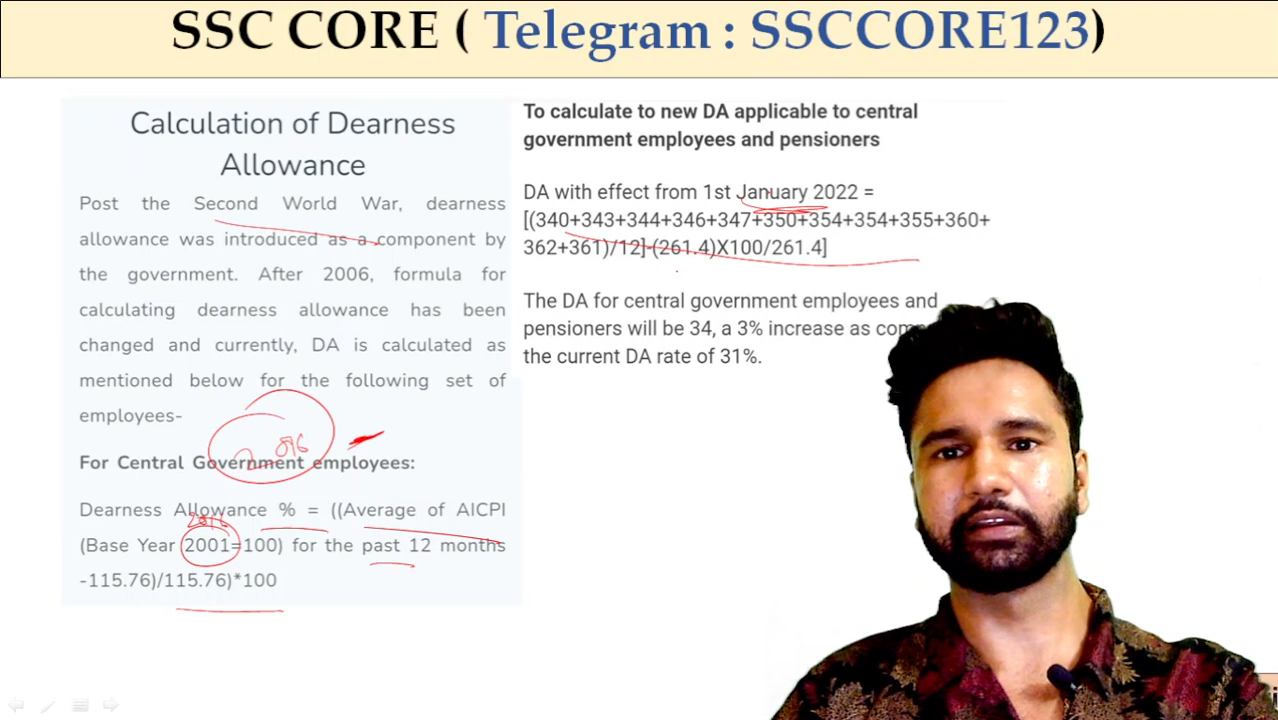 SSC CORE ( Telegram : SSCCORE123)
Calculation of Dearness
Allowance
Post the Second World War, dearness
allowance was introduced as a component by
the government. After 2006, formula for
calculating dearness allowance has been
changed and currently, DA is calculated as
mentioned below for the following set of
employees-
2016
For Central Government employees:
Dearness Allowance % = ((Average of AICPI
2016
(Base Year 2001=100) for the past 12 months
-115.76)/115.76)*100
To calculate to new DA applicable to central
government employees and pensioners
DA with effect from 1st January 2022 =
[(340+343+344+346+347+350+354+354+355+360+
362+361)/12]-(261.4)X100/261.4]
The DA for central government employees and
pensioners will be 34, a 3% increase as
the current DA rate of 31%.